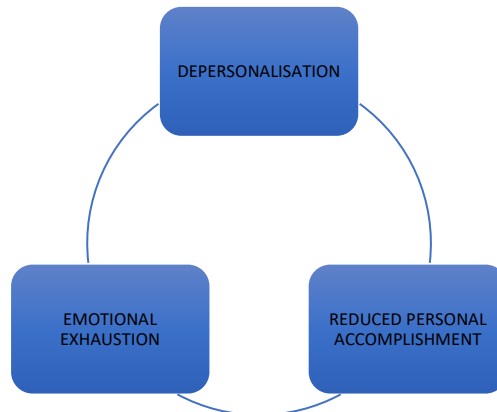 DEPERSONALISATION
EMOTIONAL
EXHAUSTION
REDUCED PERSONAL
ACCOMPLISHMENT